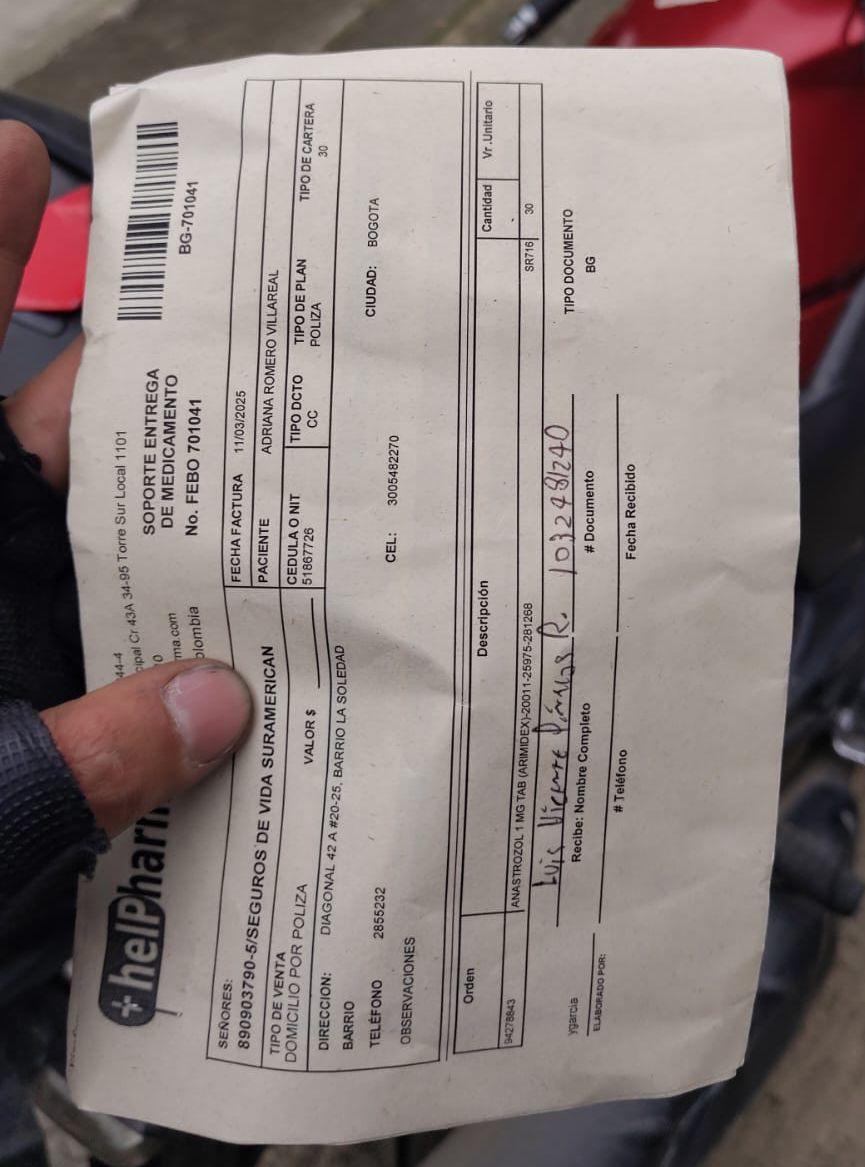 +helPharm
44-4
cipal Cr 43A 34-95 Torre Sur Local 1101
ma.com
olombia
SOPORTE ENTREGA
DE MEDICAMENTO
No. FEBO 701041
BG-701041
SEÑORES:
890903790-5/SEGUROS DE VIDA SURAMERICAN
FECHA FACTURA 11/03/2025
PACIENTE ADRIANA ROMERO VILLAREAL
TIPO DE VENTA
DOMICILIO POR POLIZA
VALOR $
CEDULA O NIT TIPO DCTO TIPO DE PLAN TIPO DE CARTERA
51867726 CC POLIZA 30
DIRECCION: DIAGONAL 42 A #20-25, BARRIO LA SOLEDAD
BARRIO CIUDAD: BOGOTA
TELÉFONO 2855232 CEL: 3005482270
OBSERVACIONES
Orden Descripción Cantidad Vr.Unitario
94278843 ANASTROZOL 1 MG TAB (ARIMIDEX)-20011-25975-281268 SR716 30
Luis Vicente R. 1032481240
ygarcia Recibe: Nombre Completo # Documento TIPO DOCUMENTO
BG
ELABORADO POR:
# Teléfono Fecha Recibido